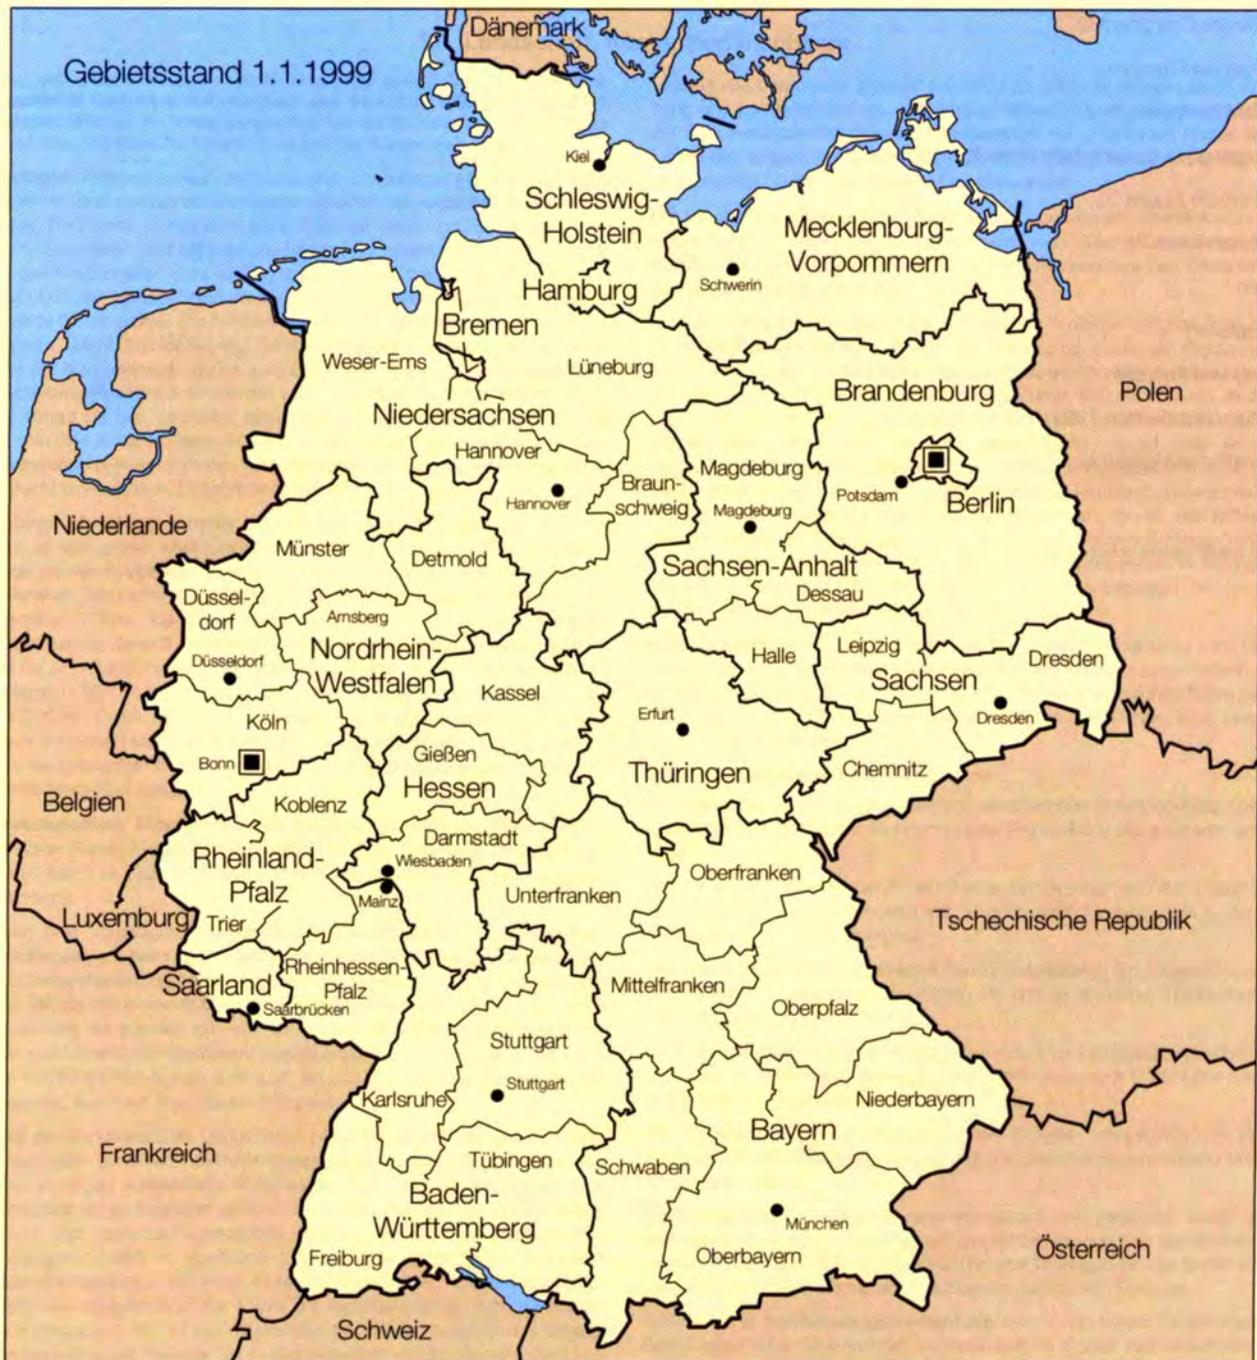 Dänemark
Gebietsstand 1.1.1999
Kiel
Schleswig-
Holstein
Mecklenburg-
Vorpommern
Schwerin
Hamburg
Bremen
Weser-Ems
Lüneburg
Brandenburg
Polen
Niedersachsen
Hannover
Hannover
Braun-
schweig
Magdeburg
Magdeburg
Potsdam
Berlin
Niederlande
Münster
Detmold
Sachsen-Anhalt
Dessau
Düssel-
dorf
Arnsberg
Nordrhein-
Westfalen
Düsseldorf
Halle
Leipzig
Sachsen
Dresden
Dresden
Kassel
Köln
Bonn
Erfurt
Thüringen
Chemnitz
Gießen
Hessen
Belgien
Koblenz
Darmstadt
Wiesbaden
Mainz
Rheinland-
Pfalz
Trier
Luxemburg
Unterfranken
Oberfranken
Tschechische Republik
Saarland
Saarbrücken
Rheinhessen-
Pfalz
Mittelfranken
Oberpfalz
Stuttgart
Stuttgart
Karlsruhe
Niederbayern
Bayern
Frankreich
Tübingen
Schwaben
Baden-
Württemberg
München
Freiburg
Oberbayern
Österreich
Schweiz